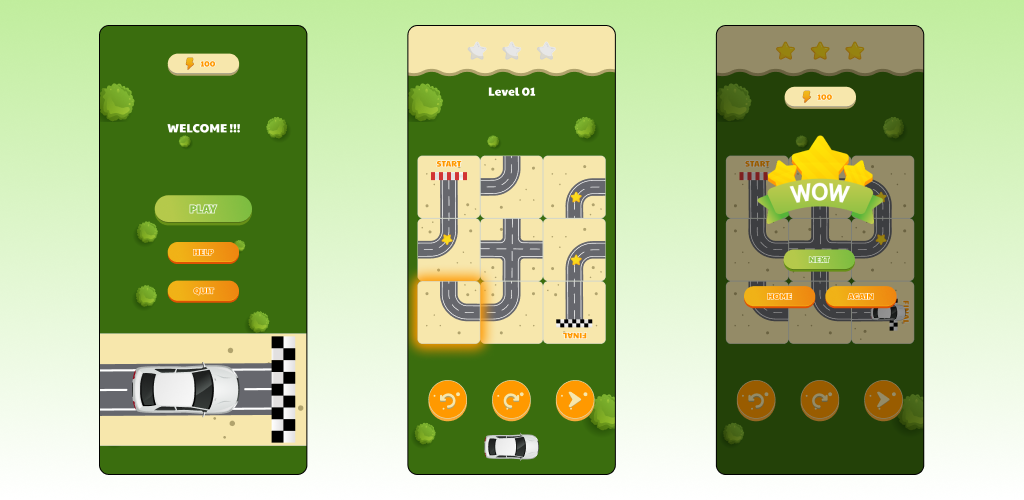 100
WELCOME !!!
PLAY
HELP
QUIT
Level 01
START
FINAL
100
START
WOW
NEXT
HOME
AGAIN
FINAL